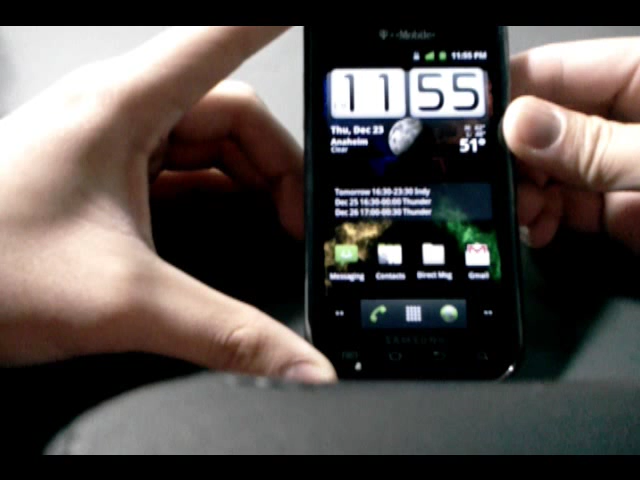 T-Mobile
11:55 PM
11 55
Thu, Dec 23
Anaheim
Clear
51°
Tomorrow 16:30-23:30 Indy
Dec 25 16:30-00:00 Thunder
Dec 26 17:00-00:30 Thunder
Messaging Contacts Direct Msg Gmail
SAMSUNG